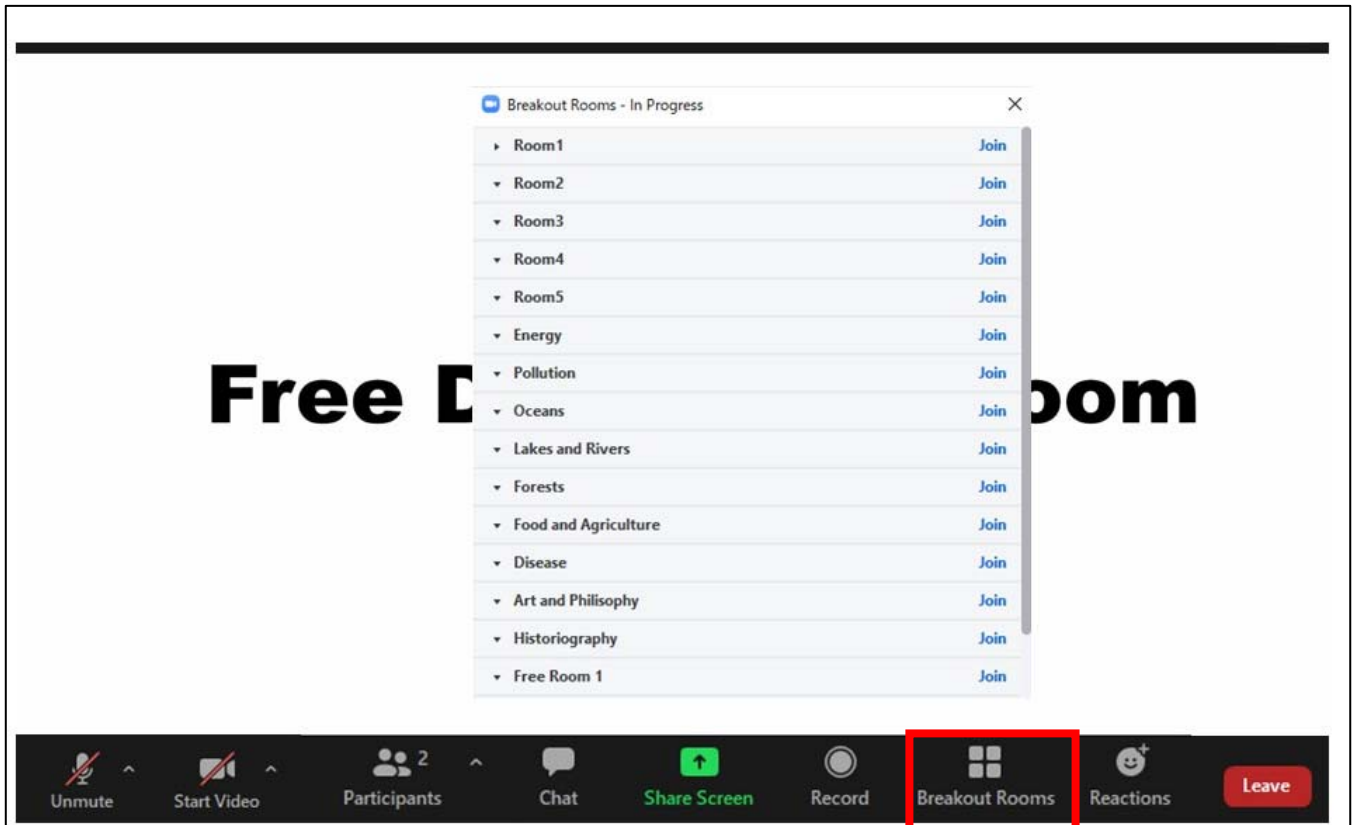 Breakout Rooms - In Progress
Room1 Join
Room2 Join
Room3 Join
Room4 Join
Room5 Join
Energy Join
Pollution Join
Free D oom
Oceans Join
Lakes and Rivers Join
Forests Join
Food and Agriculture Join
Disease Join
Art and Philisophy Join
Historiography Join
Free Room 1 Join
2
Unmute Start Video Participants Chat Share Screen Record Breakout Rooms Reactions Leave